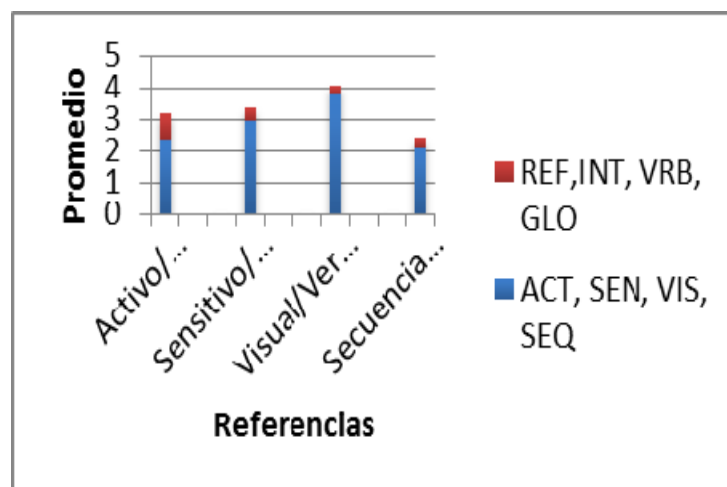 Promedio
5
4
3
2
1
0
Activo/...
Sensitivo/...
Visual/Ver...
Secuencia...
Referencias
REF,INT, VRB,
GLO
ACT, SEN, VIS,
SEQ